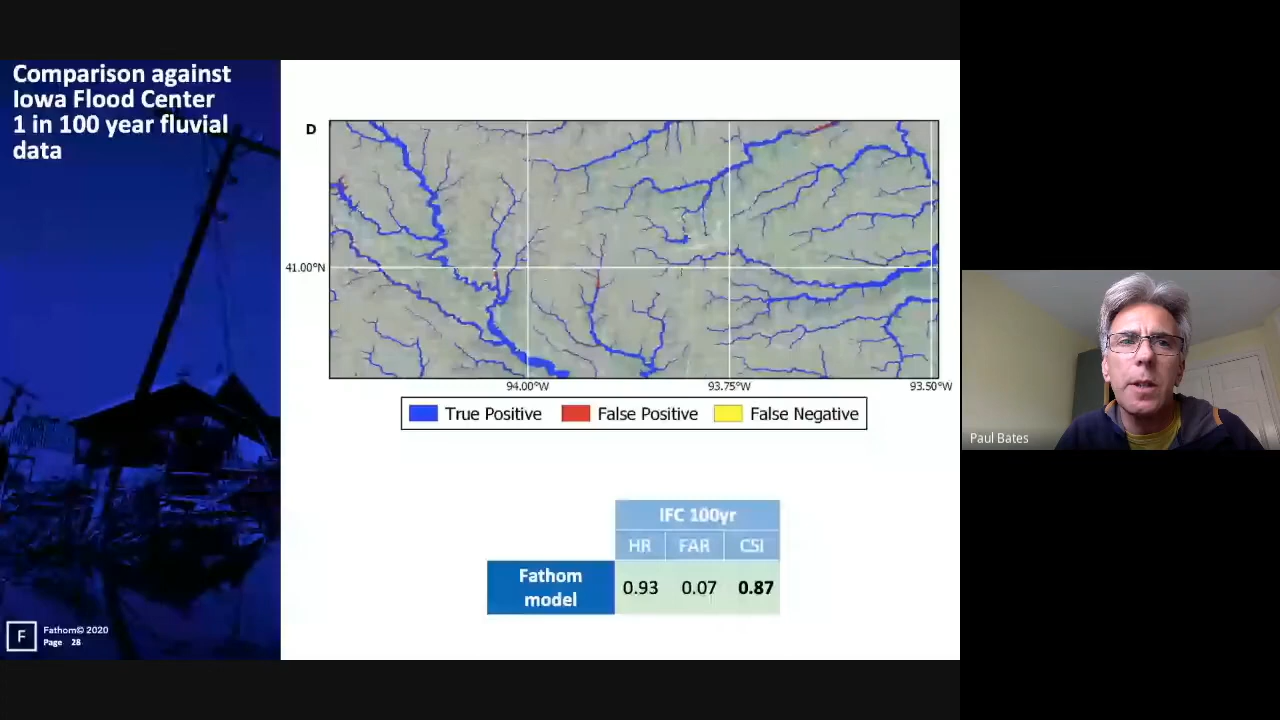 Comparison against
Iowa Flood Center
1 in 100 year fluvial
data
D
41.00°N
94.00°W
93.75°W
93.50°W
True Positive
False Positive
False Negative
IFC 100yr
HR
FAR
CSI
Fathom
model
0.93
0.07
0.87
F
Fathom© 2020
Page 28
Paul Bates